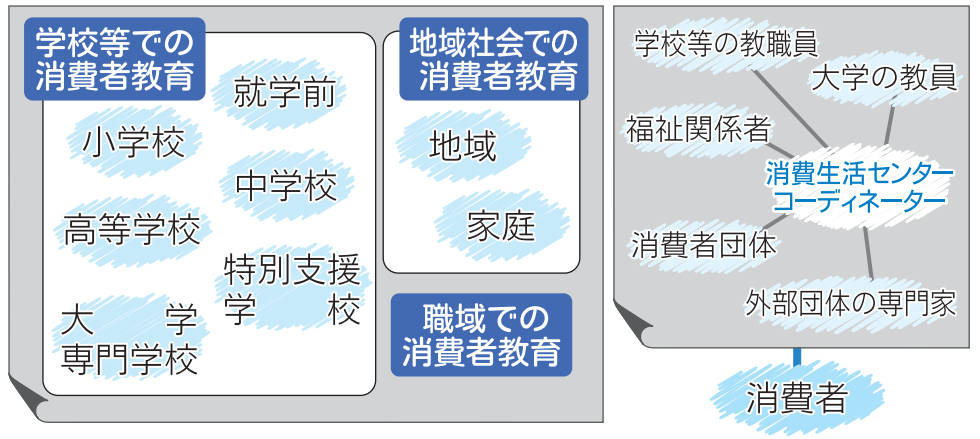 学校等での
消費者教育
就学前
小学校
中学校
高等学校
特別支援
学校
大学
専門学校
地域社会での
消費者教育
地域
家庭
職域での
消費者教育
学校等の教職員
大学の教員
福祉関係者
消費生活センター
コーディネーター
消費者団体
外部団体の専門家
消費者